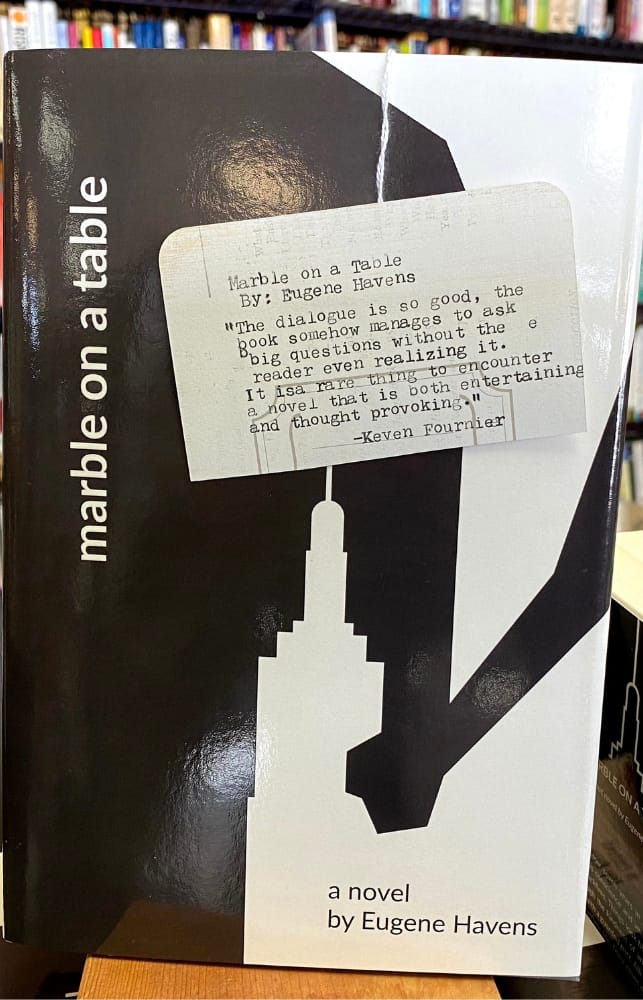 marble on a table
Marble on a Table
By: Eugene Havens
"The dialogue is so good, the
book somehow manages to ask
big questions without the e
reader even realizing it.
It isa rare thing to encounter
a novel that is both entertaining
and thought provoking."
-Keven Fournier
a novel
by Eugene Havens